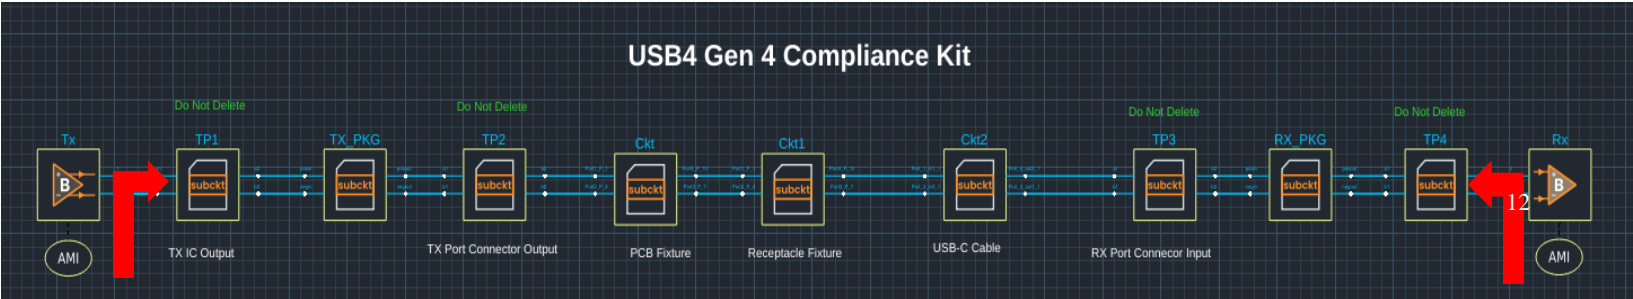 USB4 Gen 4 Compliance Kit
Do Not Delete
Do Not Delete
Do Not Delete
Do Not Delete
Tx
TP1
TX_PKG
TP2
Ckt
Ckt1
Ckt2
TP3
RX_PKG
TP4
Rx
B
subckt
subckt
subckt
subckt
subckt
subckt
subckt
subckt
subckt
B
12
AMI
TX IC Output
TX Port Connector Output
PCB Fixture
Receptacle Fixture
USB-C Cable
RX Port Connecor Input
AMI